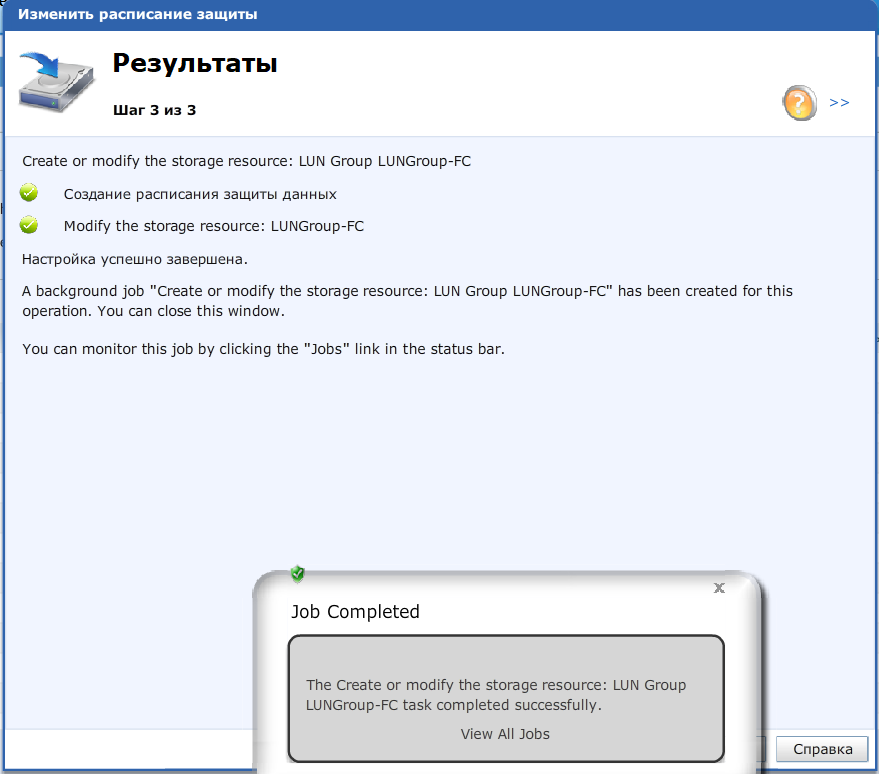 Изменить расписание защиты
Результаты
Шаг 3 из 3
>>
Create or modify the storage resource: LUN Group LUNGroup-FC
Создание расписания защиты данных
Modify the storage resource: LUNGroup-FC
Настройка успешно завершена.
A background job "Create or modify the storage resource: LUN Group LUNGroup-FC" has been created for this
operation. You can close this window.
You can monitor this job by clicking the "Jobs" link in the status bar.
x
Job Completed
The Create or modify the storage resource: LUN Group
LUNGroup-FC task completed successfully.
View All Jobs
Справка